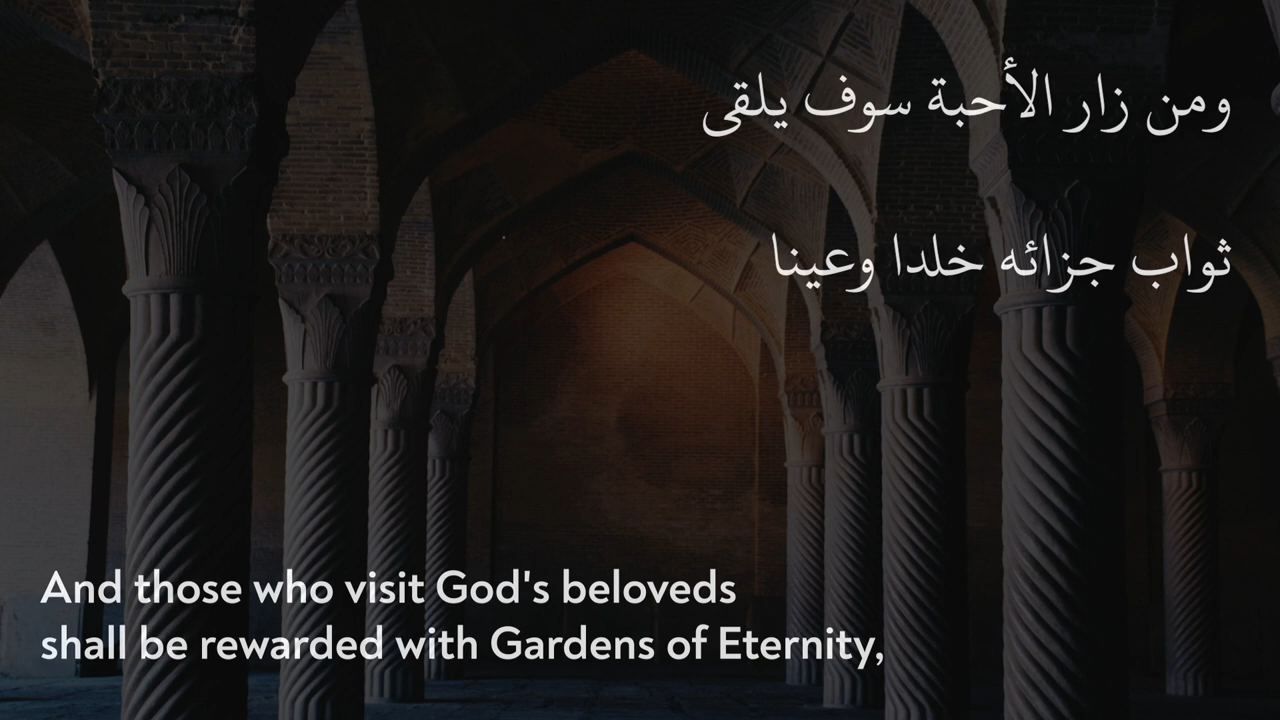 ومن زار الأحبة سوف يلقى
ثواب جزائه خلدا وعينا
And those who visit God's beloveds
shall be rewarded with Gardens of Eternity,